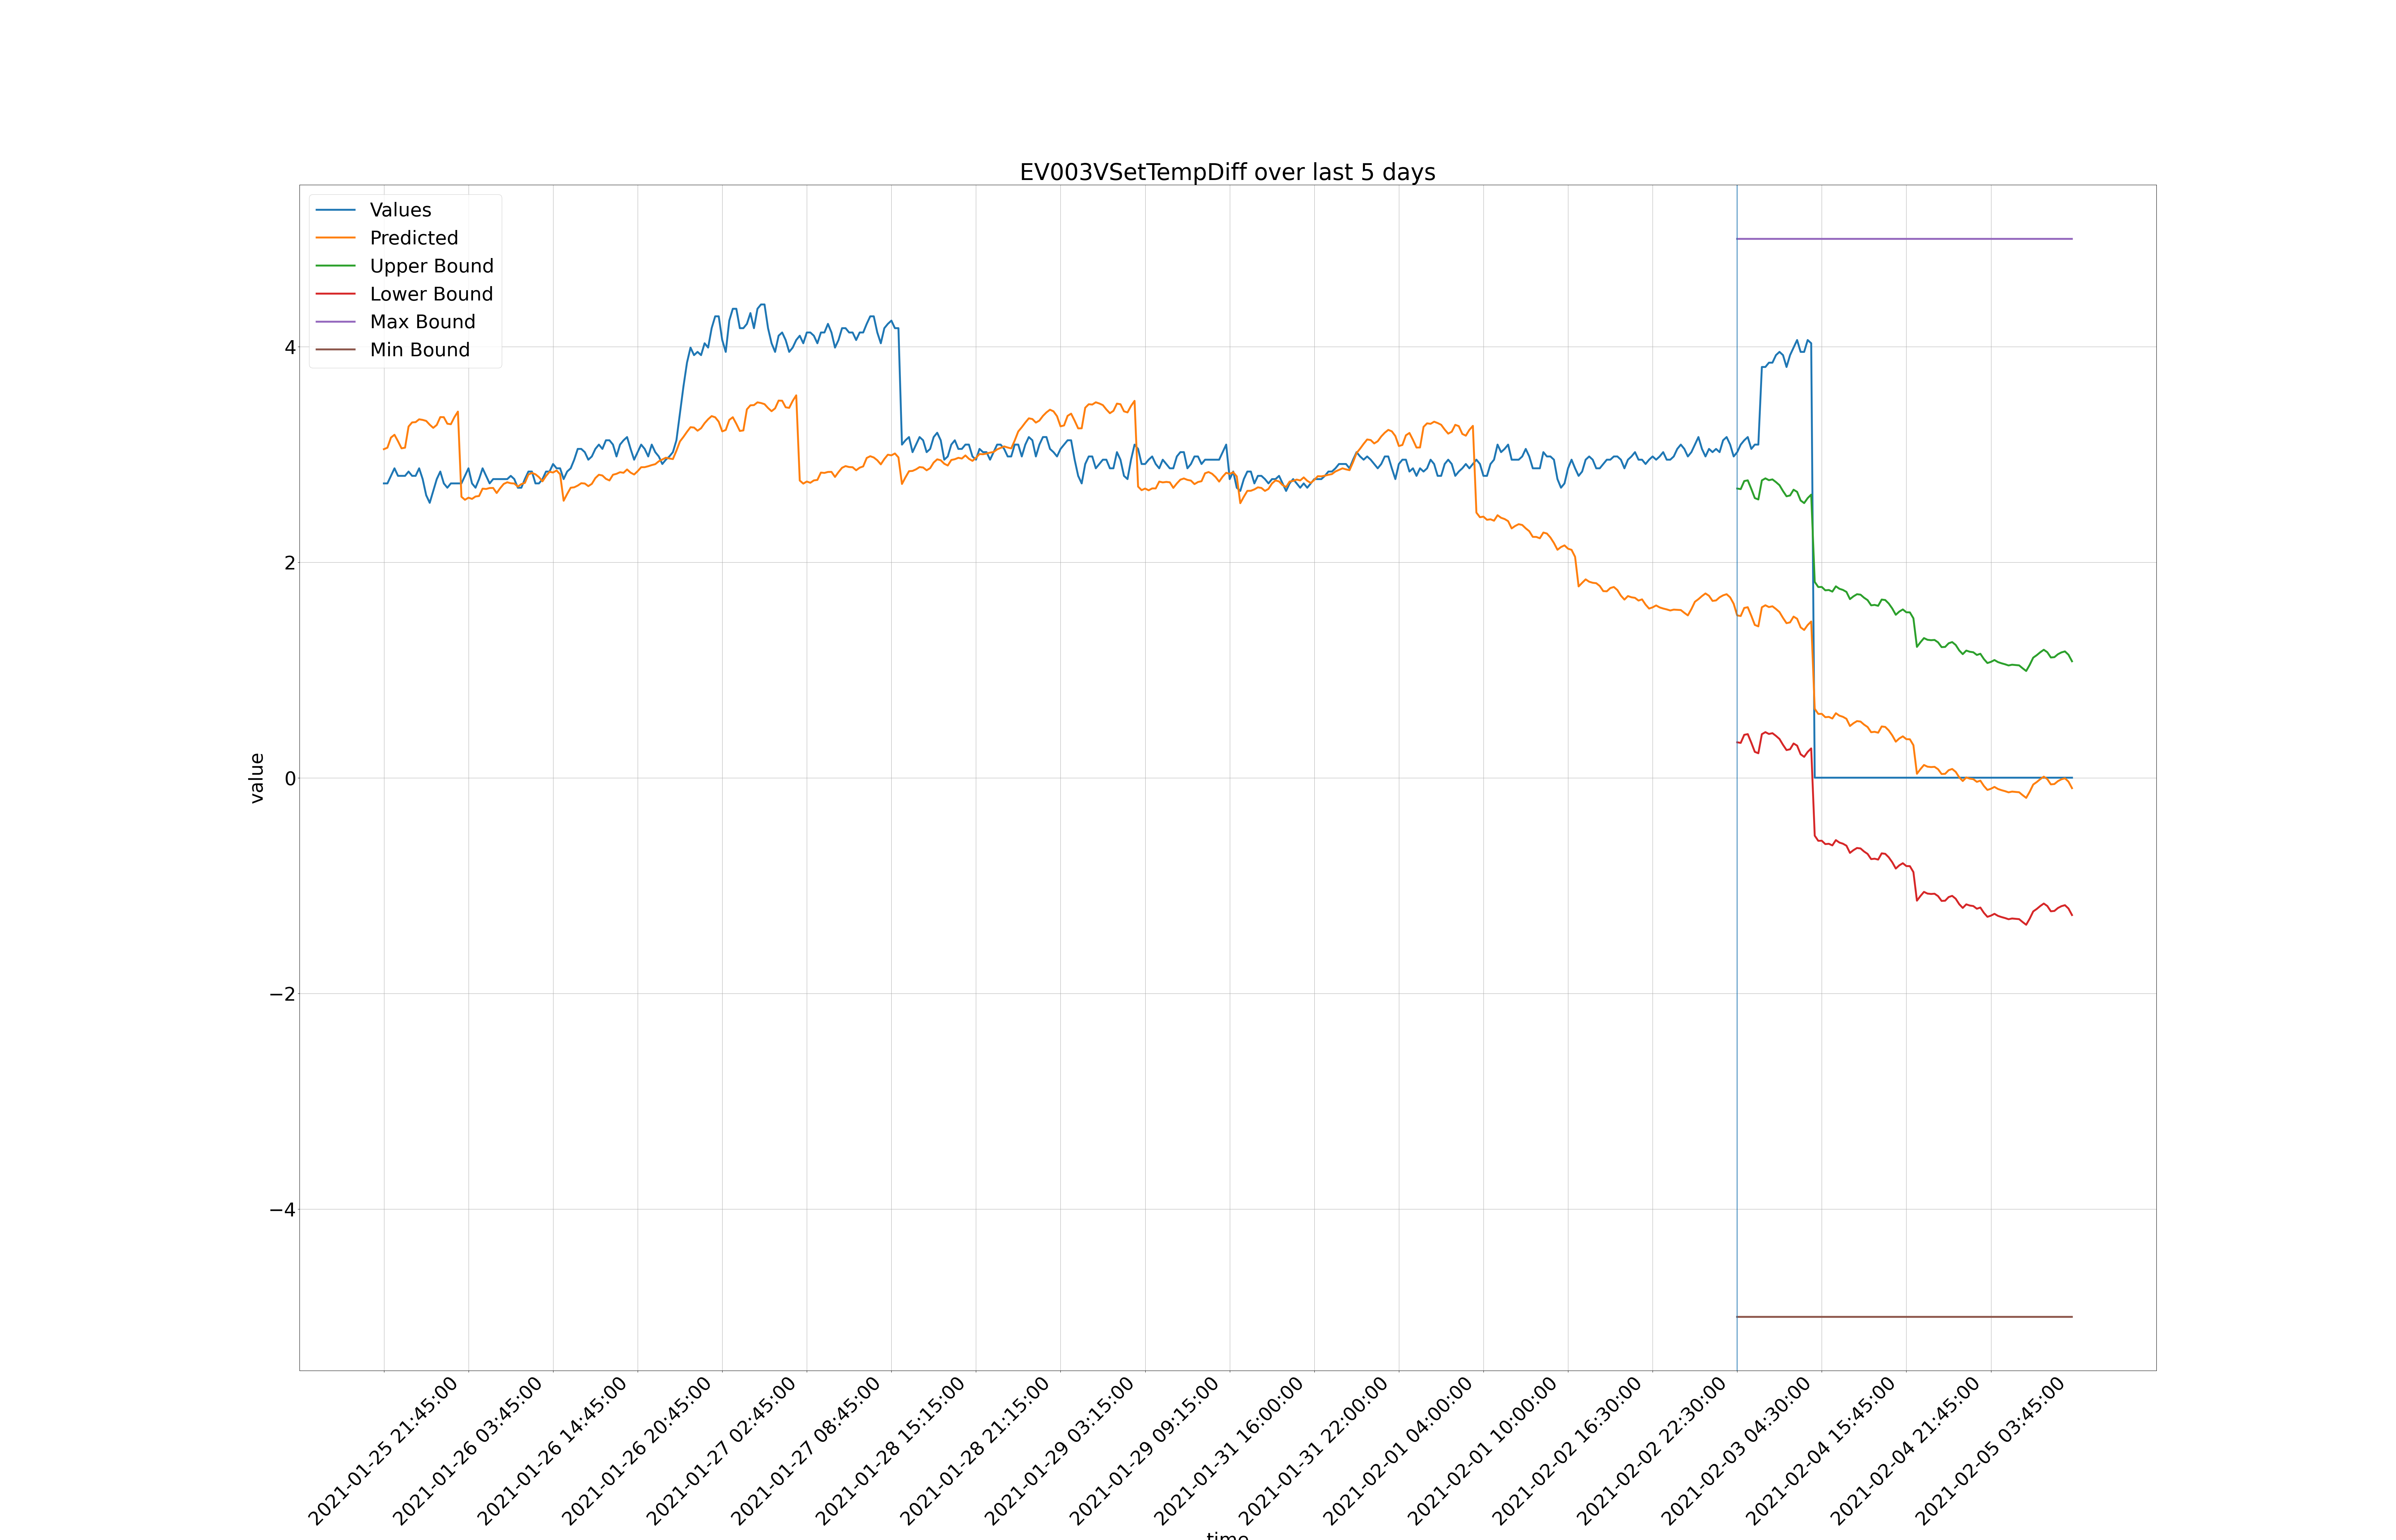 EV003VSetTempDiff over last 5 days
Values
Predicted
Upper Bound
Lower Bound
Max Bound
Min Bound
4
2
0
−2
−4
value
2021-01-25 21:45:00
2021-01-26 03:45:00
2021-01-26 14:45:00
2021-01-26 20:45:00
2021-01-27 02:45:00
2021-01-27 08:45:00
2021-01-28 15:15:00
2021-01-28 21:15:00
2021-01-29 03:15:00
2021-01-29 09:15:00
2021-01-31 16:00:00
2021-01-31 22:00:00
2021-02-01 04:00:00
2021-02-01 10:00:00
2021-02-02 16:30:00
2021-02-02 22:30:00
2021-02-03 04:30:00
2021-02-04 15:45:00
2021-02-04 21:45:00
2021-02-05 03:45:00
time